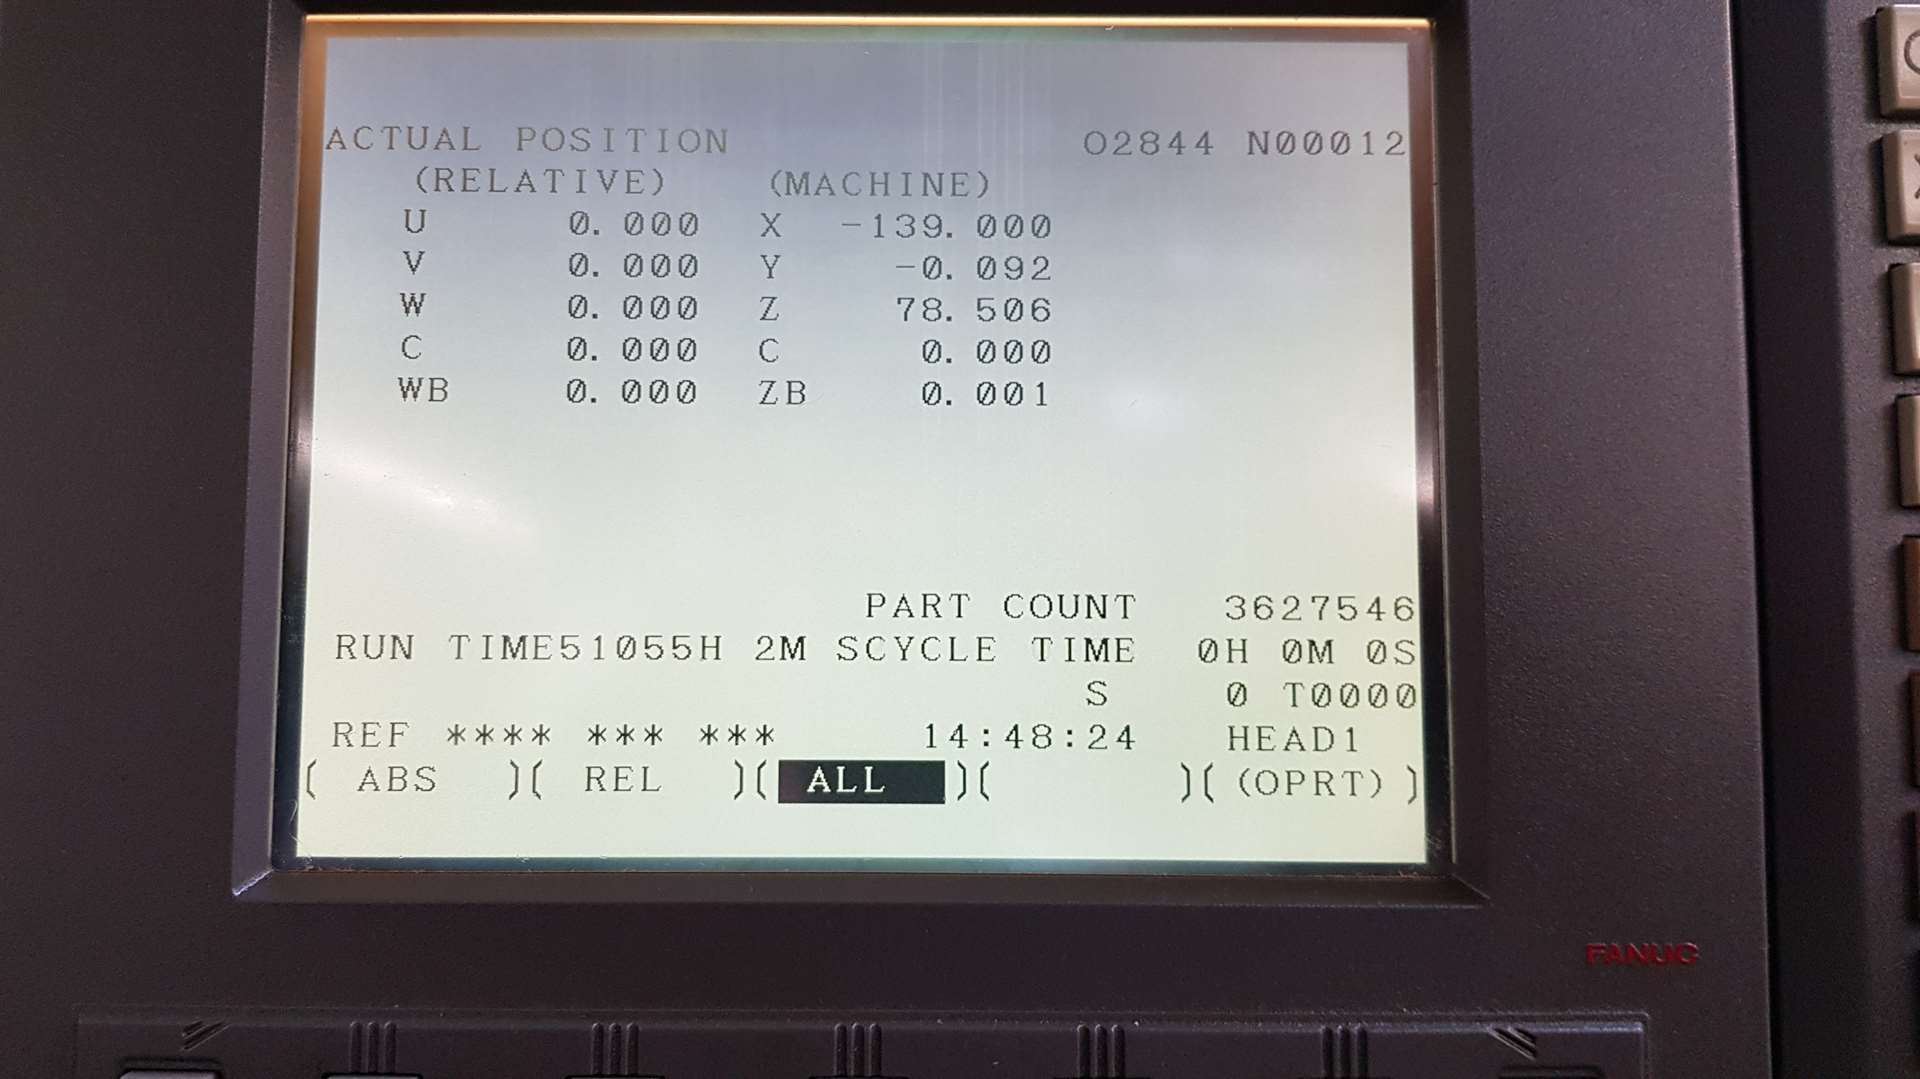 ACTUAL POSITION O2844 N00012
(RELATIVE) (MACHINE)
U 0. 000 X -139. 000
V 0. 000 Y -0. 092
W 0. 000 Z 78. 506
C 0. 000 C 0. 000
WB 0. 000 ZB 0. 001
PART COUNT 3627546
RUN TIME51055H 2M SCYCLE TIME 0H 0M 0S
S 0 T0000
REF **** *** *** 14:48:24 HEAD1
( ABS )( REL )( ALL )( )( (OPRT) )
FANUC